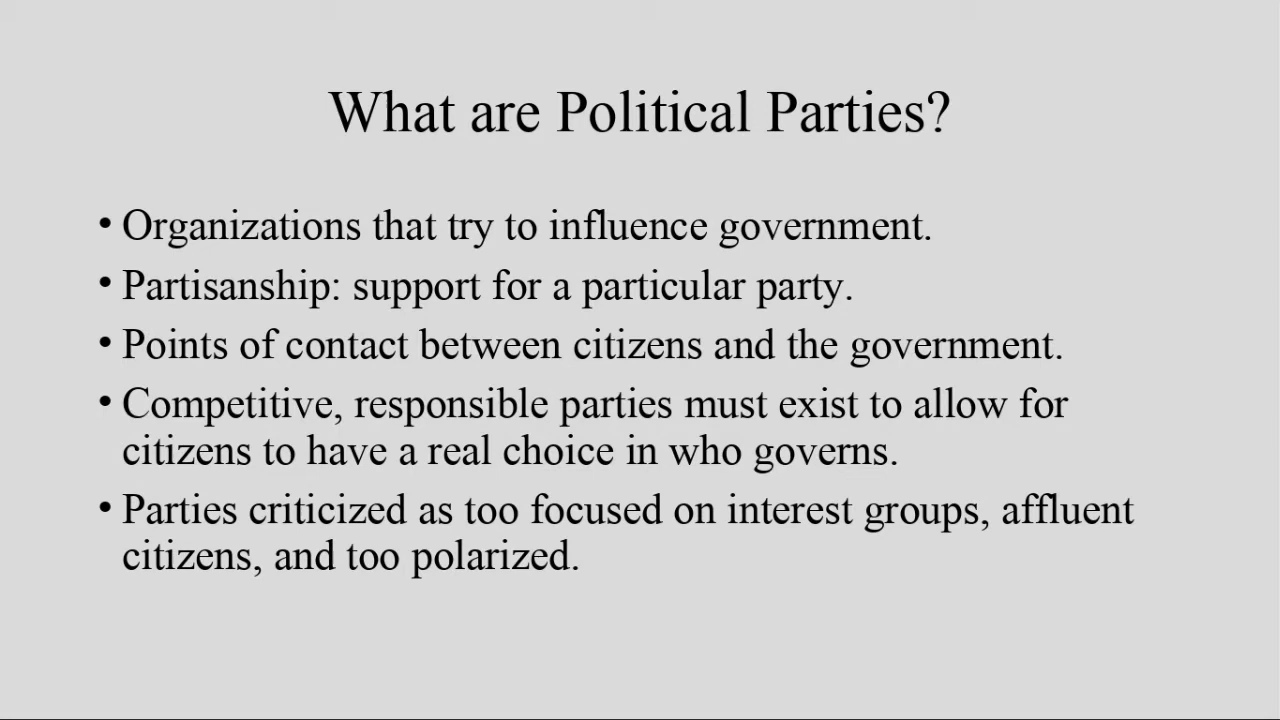 What are Political Parties?
• Organizations that try to influence government.
• Partisanship: support for a particular party.
• Points of contact between citizens and the government.
• Competitive, responsible parties must exist to allow for
citizens to have a real choice in who governs.
• Parties criticized as too focused on interest groups, affluent
citizens, and too polarized.